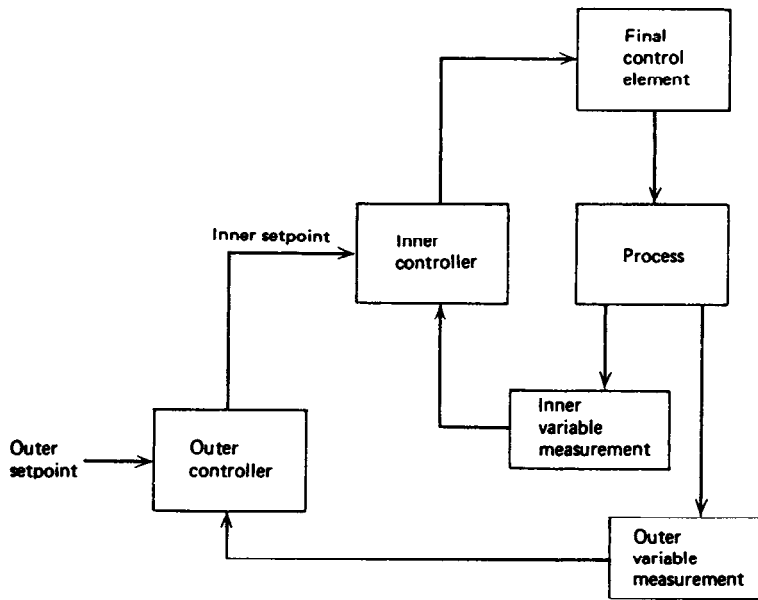 Final
control
element
Inner setpoint
Inner
controller
Process
Inner
variable
measurement
Outer
setpoint
Outer
controller
Outer
variable
measurement